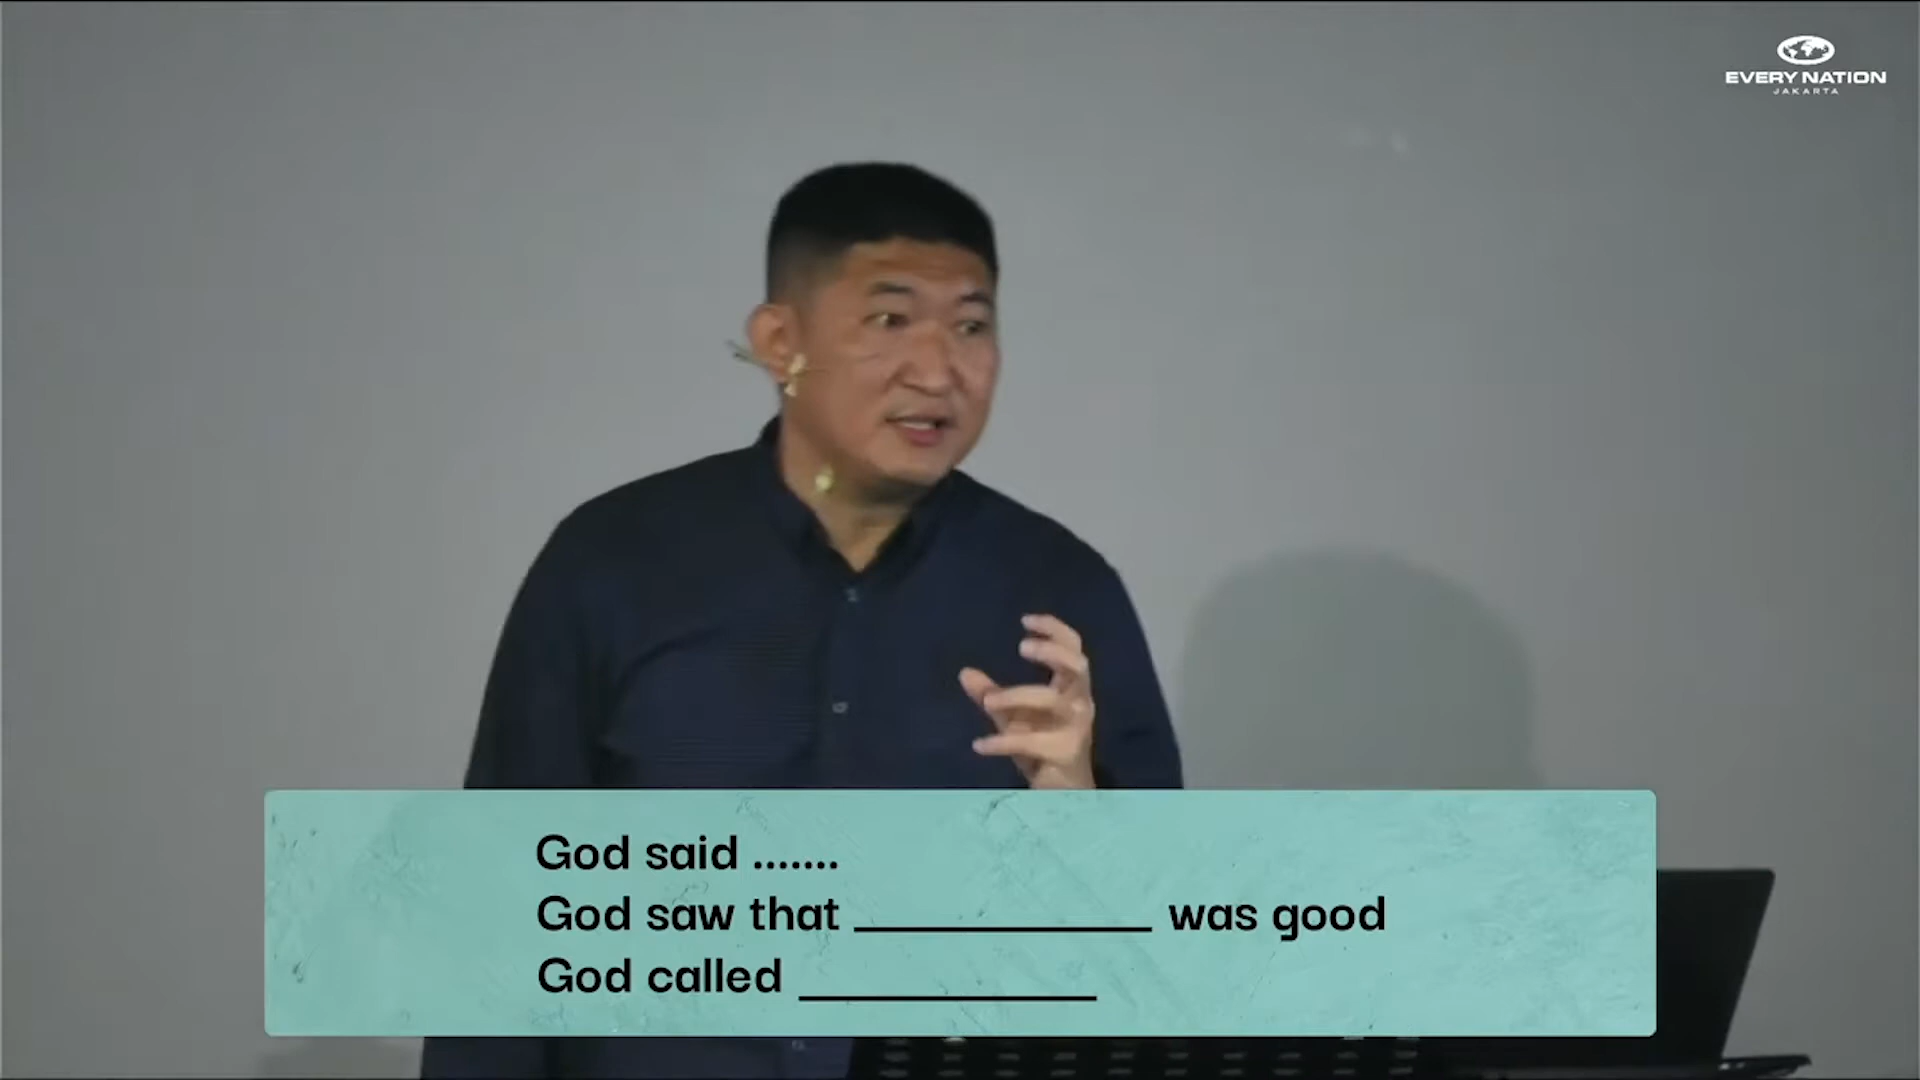 EVERY NATION
JAKARTA
God said .......
God saw that ____________ was good
God called ____________